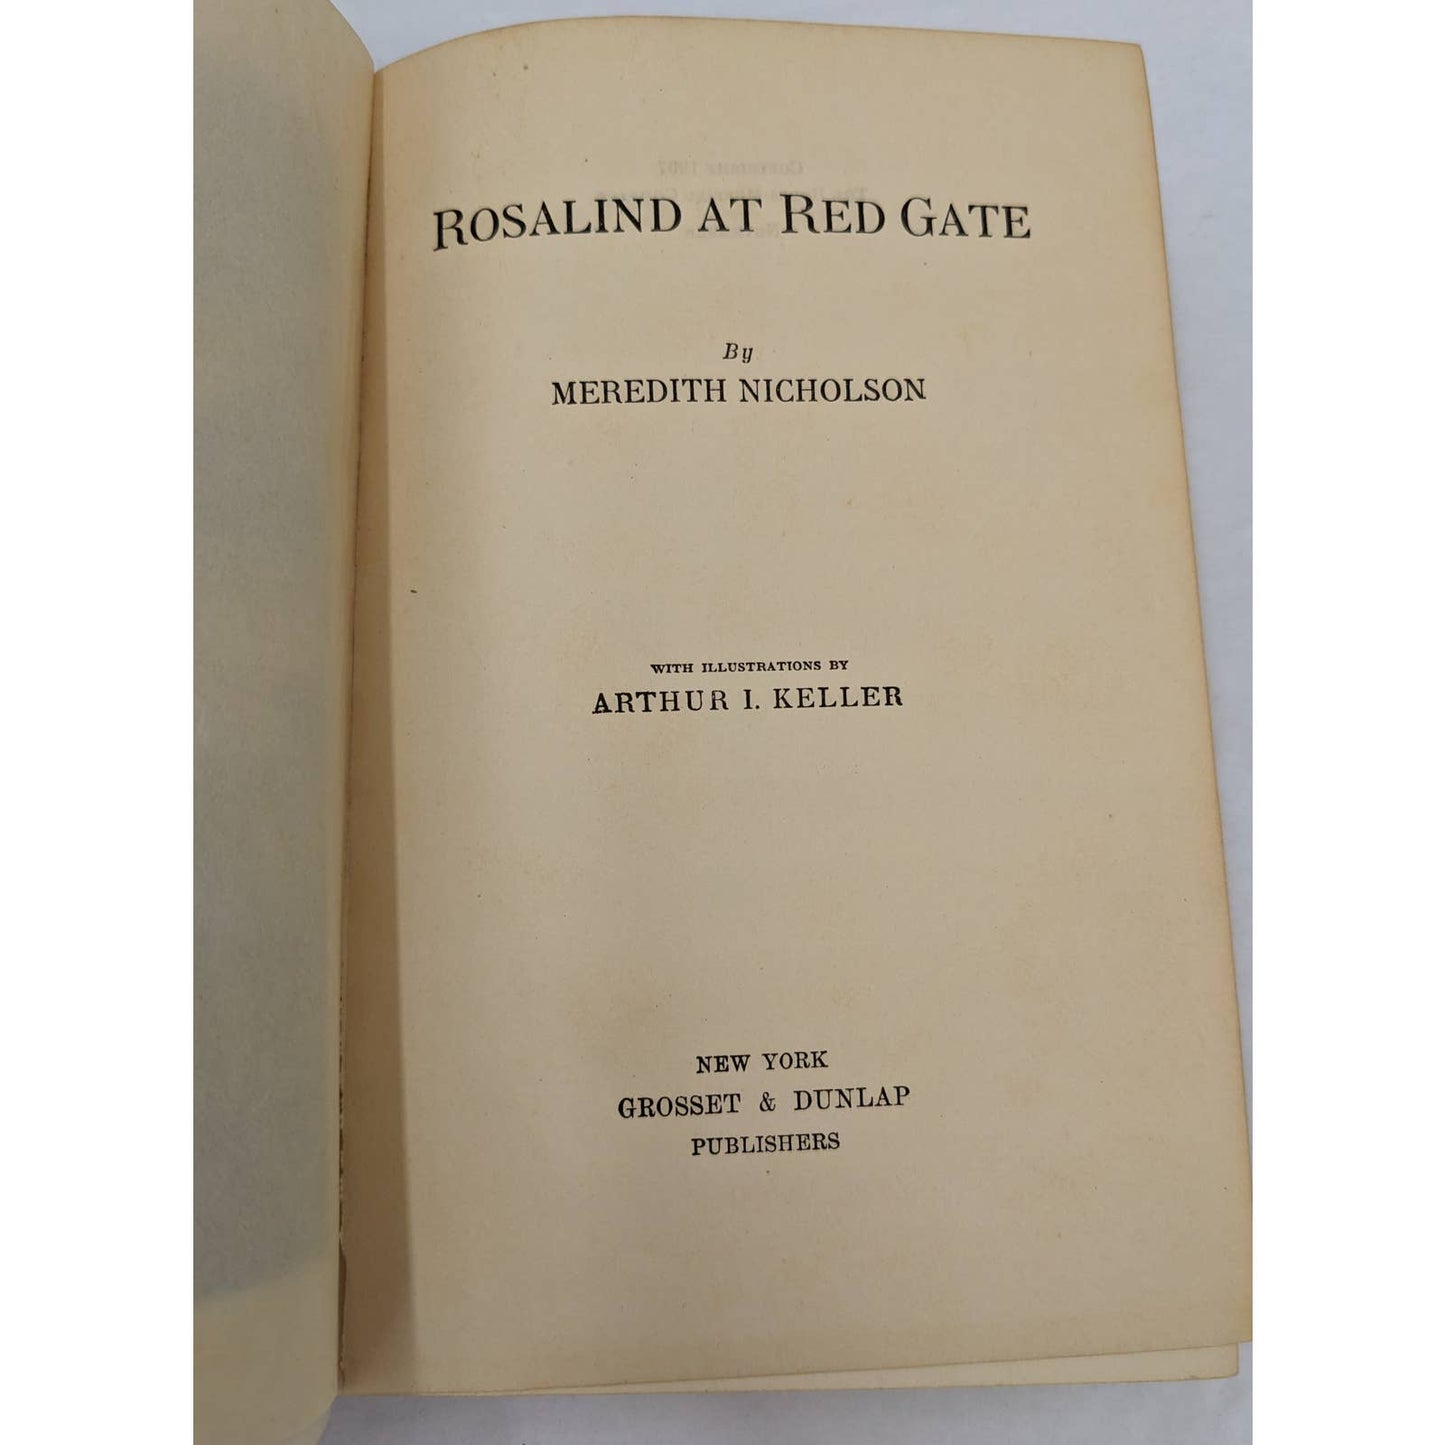 ROSALIND AT RED GATE
By
MEREDITH NICHOLSON
WITH ILLUSTRATIONS BY
ARTHUR I. KELLER
NEW YORK
GROSSET & DUNLAP
PUBLISHERS